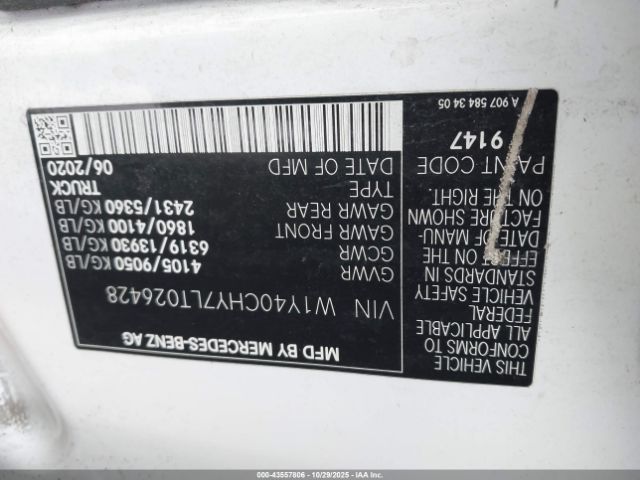 MFD BY MERCEDES-BENZ AG
VIN W1Y40CHY7LT026428
GVWR 4105/9050 KG/LB
GCWR 6319/13930 KG/LB
GAWR FRONT 1860/4100 KG/LB
GAWR REAR 2431/5360 KG/LB
TYPE TRUCK
DATE OF MFD 06/2020
THIS VEHICLE
CONFORMS TO
ALL APPLICABLE
FEDERAL
VEHICLE SAFETY
STANDARDS IN
EFFECT ON THE
DATE OF MANU-
FACTURE SHOWN
ON THE RIGHT.
PAINT CODE
9147
A 907 584 34 05
000-43557806 - 10/29/2025 - IAAI.COM